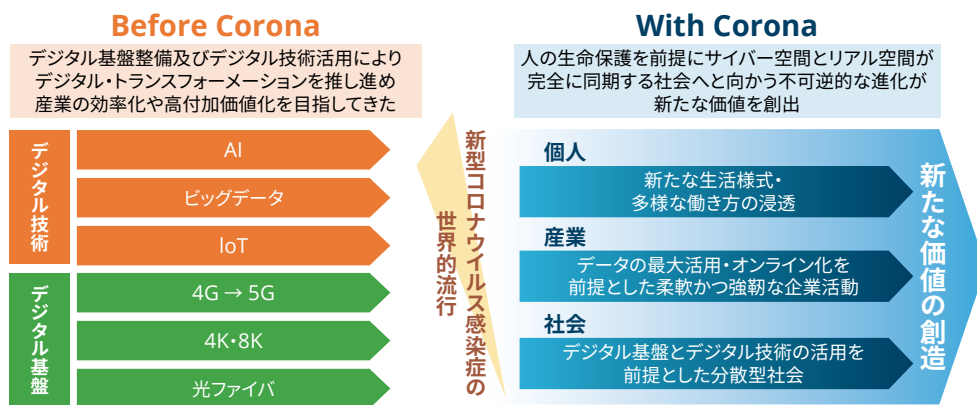 Before Corona
デジタル基盤整備及びデジタル技術活用により
デジタル・トランスフォーメーションを推し進め
産業の効率化や高付加価値化を目指してきた
デジタル技術
AI
ビッグデータ
IoT
デジタル基盤
4G → 5G
4K・8K
光ファイバ
新型コロナウイルス感染症の
世界的流行
With Corona
人の生命保護を前提にサイバー空間とリアル空間が
完全に同期する社会へと向かう不可逆的な進化が
新たな価値を創出
個人
新たな生活様式・
多様な働き方の浸透
産業
データの最大活用・オンライン化を
前提とした柔軟かつ強靭な企業活動
社会
デジタル基盤とデジタル技術の活用を
前提とした分散型社会
新たな価値の創造